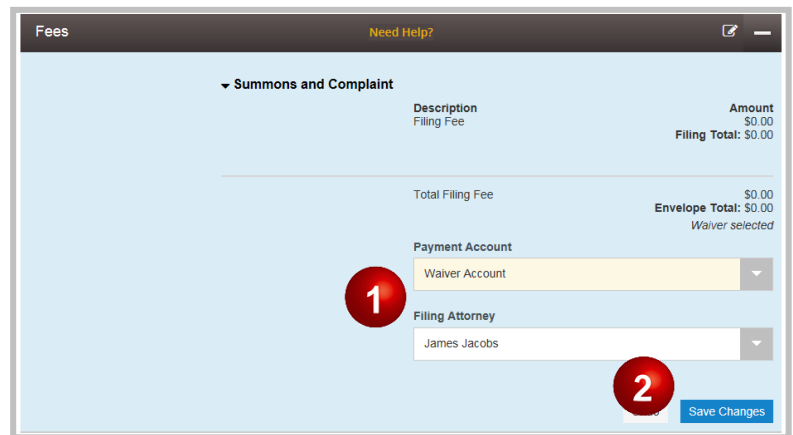 Fees Need Help?
Summons and Complaint
Description Amount
Filing Fee $0.00
Filing Total: $0.00
Total Filing Fee $0.00
Envelope Total: $0.00
Waiver selected
Payment Account
Waiver Account
1
Filing Attorney
James Jacobs
2
Save Changes